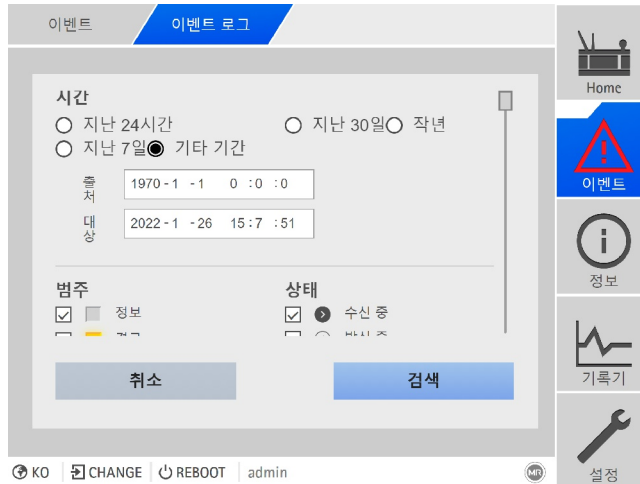 이벤트 이벤트 로그
시간
지난 24시간 지난 30일 작년
지난 7일 기타 기간
출처 1970 - 1 - 1 0 : 0 : 0
대상 2022 - 1 - 26 15 : 7 : 51
범주 상태
정보 수신 중
취소 검색
Home
이벤트
정보
기록기
설정
KO CHANGE REBOOT admin MR